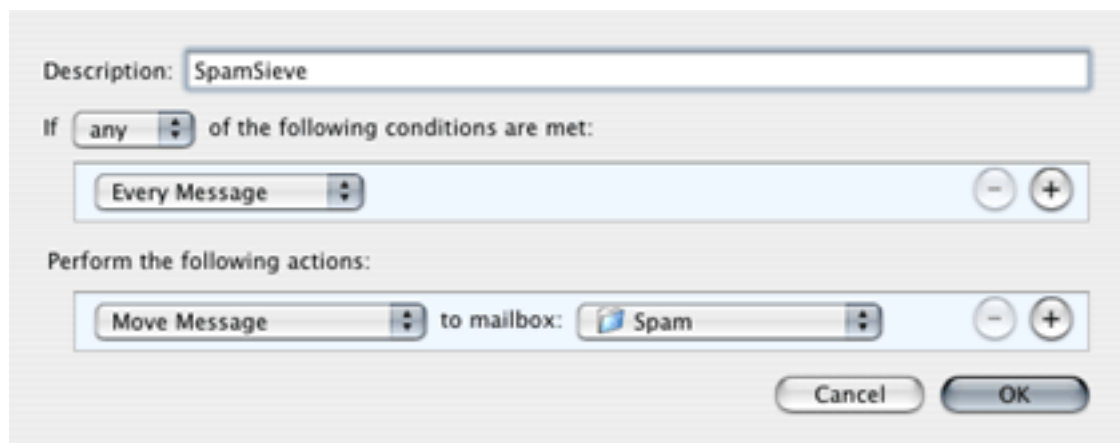 Description: SpamSieve
If any of the following conditions are met:
Every Message
Perform the following actions:
Move Message to mailbox: Spam
Cancel OK